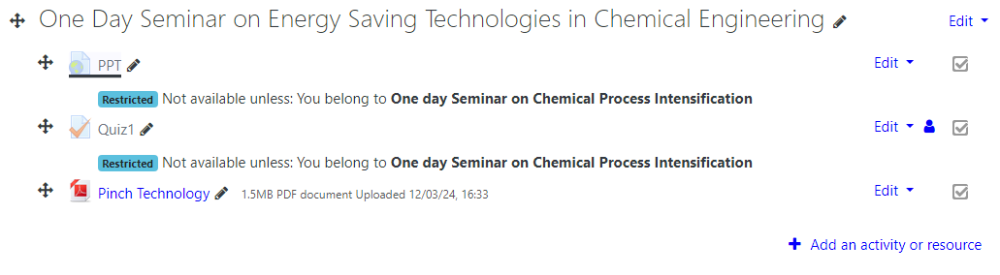 One Day Seminar on Energy Saving Technologies in Chemical Engineering Edit
PPT Edit
Restricted Not available unless: You belong to One day Seminar on Chemical Process Intensification
Quiz1 Edit
Restricted Not available unless: You belong to One day Seminar on Chemical Process Intensification
Pinch Technology 1.5MB PDF document Uploaded 12/03/24, 16:33 Edit
Add an activity or resource